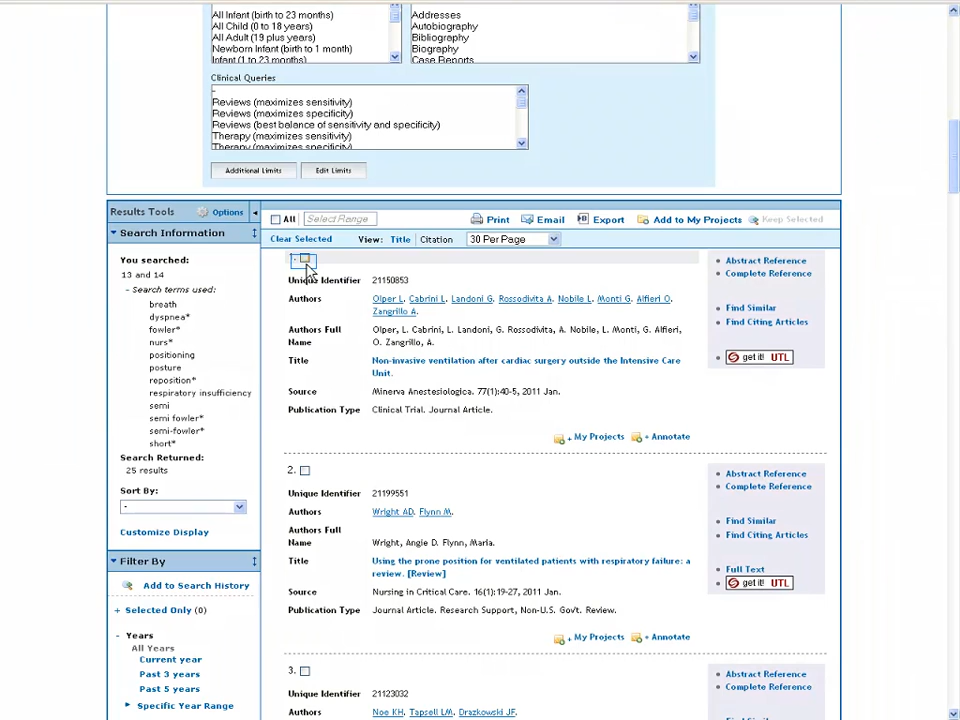 All Infant (birth to 23 months)
All Child (0 to 18 years)
All Adult (19 plus years)
Newborn Infant (birth to 1 month)
Infant (1 to 23 months)
Addresses
Autobiography
Bibliography
Biography
Case Reports
Clinical Queries
-
Reviews (maximizes sensitivity)
Reviews (maximizes specificity)
Reviews (best balance of sensitivity and specificity)
Therapy (maximizes sensitivity)
Therapy (maximizes specificity)
Additional Limits Edit Limits
Results Tools Options
Search Information
You searched:
13 and 14
- Search terms used:
breath
dyspnea*
fowler*
nurs*
positioning
posture
reposition*
respiratory insufficiency
semi
semi fowler*
semi-fowler*
short*
Search Returned:
25 results
Sort By:
-
Customize Display
Filter By
Add to Search History
+ Selected Only (0)
- Years
All Years
Current year
Past 3 years
Past 5 years
Specific Year Range
All Select Range Print Email Export Add to My Projects Keep Selected
Clear Selected View: Title Citation 30 Per Page
1.
Unique Identifier 21150853
Authors Olper L. Cabrini L. Landoni G. Rossodivita A. Nobile L. Monti G. Alfieri O.
Zangrillo A.
Authors Full Name Olper, L. Cabrini, L. Landoni, G. Rossodivita, A. Nobile, L. Monti, G. Alfieri,
O. Zangrillo, A.
Title Non-invasive ventilation after cardiac surgery outside the Intensive Care
Unit.
Source Minerva Anestesiologica. 77(1):40-5, 2011 Jan.
Publication Type Clinical Trial. Journal Article.
+ My Projects + Annotate
Abstract Reference
Complete Reference
Find Similar
Find Citing Articles
get it! UTL
2.
Unique Identifier 21199551
Authors Wright AD. Flynn M.
Authors Full
Name Wright, Angie D. Flynn, Maria.
Title Using the prone position for ventilated patients with respiratory failure: a
review. [Review]
Source Nursing in Critical Care. 16(1):19-27, 2011 Jan.
Publication Type Journal Article. Research Support, Non-U.S. Gov't. Review.
+ My Projects + Annotate
Abstract Reference
Complete Reference
Find Similar
Find Citing Articles
Full Text
get it! UTL
3.
Unique Identifier 21123032
Authors Noe KH. Tapsell LM. Drazkowski JF.
Abstract Reference
Complete Reference